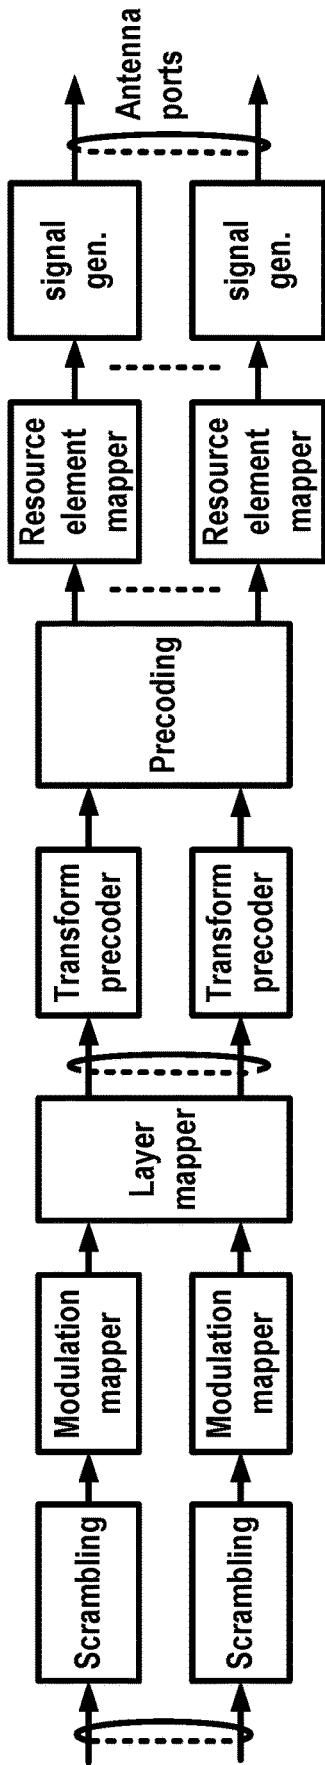 Scrambling
Scrambling
Modulation
mapper
Modulation
mapper
Layer
mapper
Transform
precoder
Transform
precoder
Precoding
Resource
element
mapper
Resource
element
mapper
signal
gen.
signal
gen.
Antenna
ports